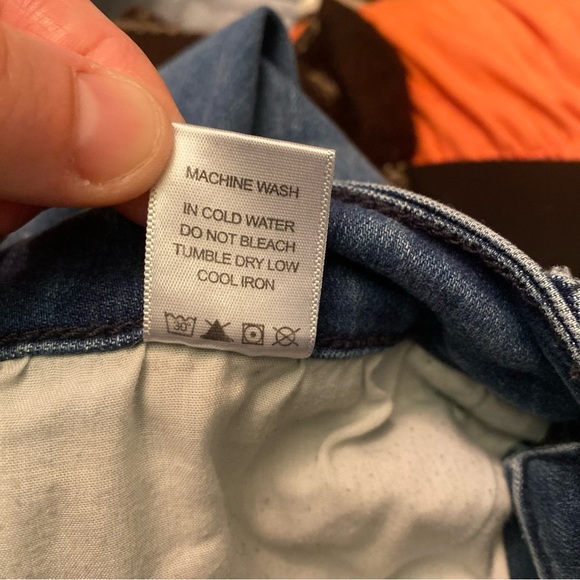 MACHINE WASH
IN COLD WATER
DO NOT BLEACH
TUMBLE DRY LOW
COOL IRON
30°